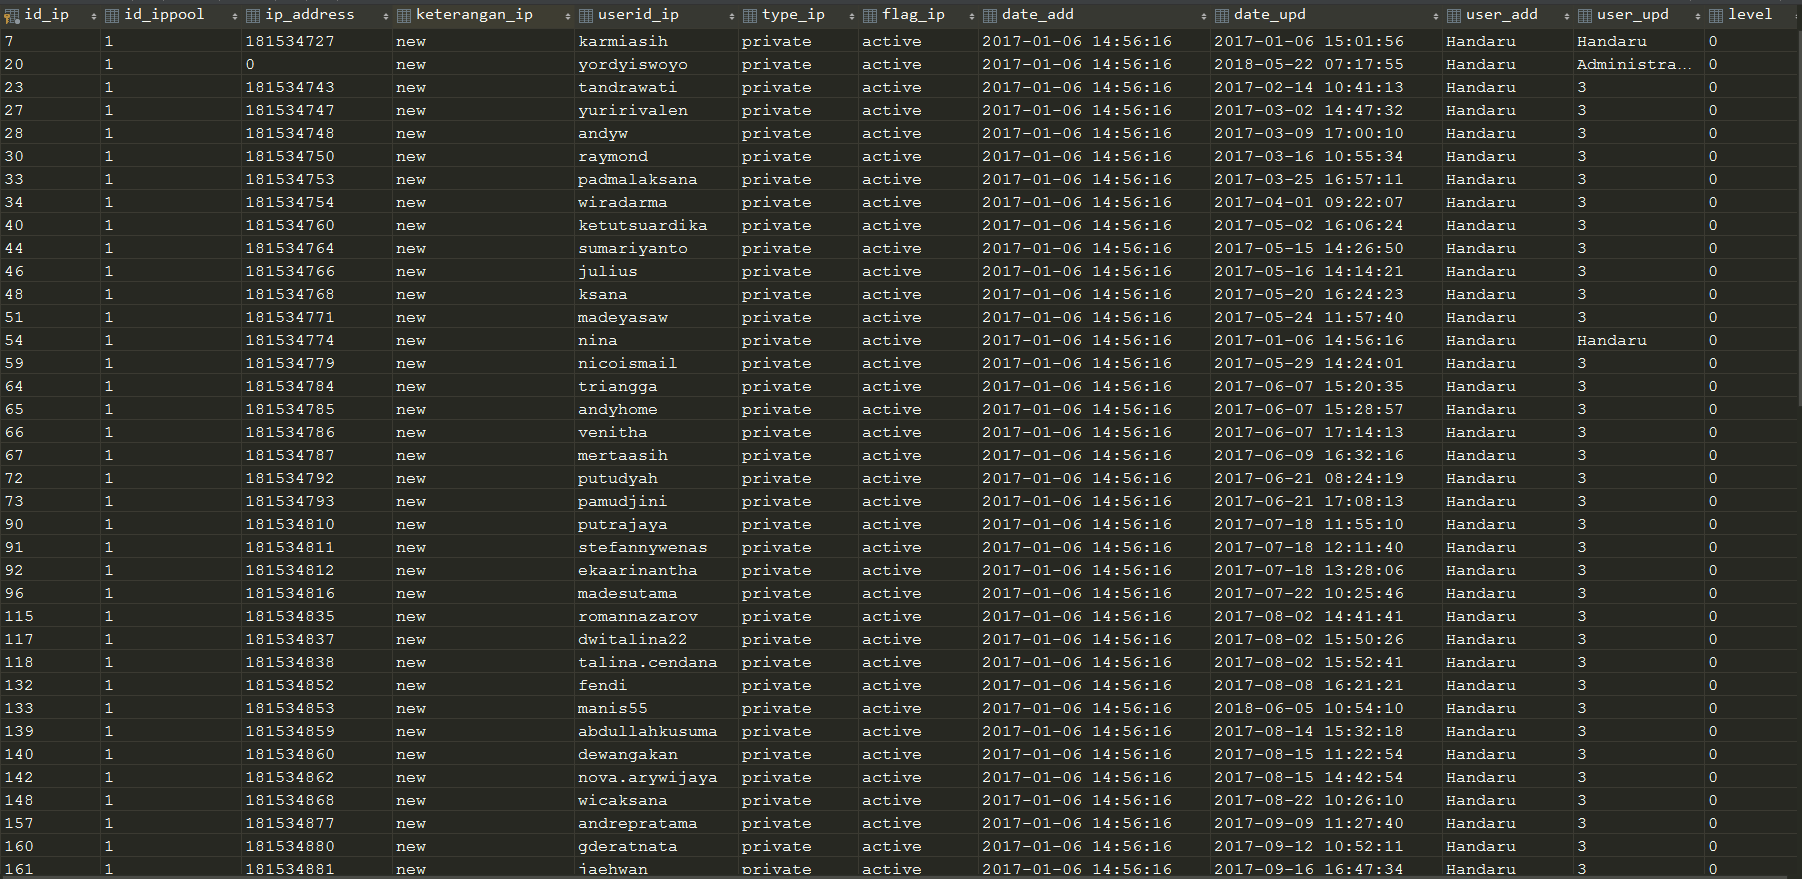 id_ip id_ippool ip_address keterangan_ip userid_ip type_ip flag_ip date_add date_upd user_add user_upd level
7 1 181534727 new karmiasih private active 2017-01-06 14:56:16 2017-01-06 15:01:56 Handaru Handaru 0
20 1 0 new yordyiswoyo private active 2017-01-06 14:56:16 2018-05-22 07:17:55 Handaru Administra... 0
23 1 181534743 new tandrawati private active 2017-01-06 14:56:16 2017-02-14 10:41:13 Handaru 3 0
27 1 181534747 new yuririvalen private active 2017-01-06 14:56:16 2017-03-02 14:47:32 Handaru 3 0
28 1 181534748 new andyw private active 2017-01-06 14:56:16 2017-03-09 17:00:10 Handaru 3 0
30 1 181534750 new raymond private active 2017-01-06 14:56:16 2017-03-16 10:55:34 Handaru 3 0
33 1 181534753 new padmalaksana private active 2017-01-06 14:56:16 2017-03-25 16:57:11 Handaru 3 0
34 1 181534754 new wiradarma private active 2017-01-06 14:56:16 2017-04-01 09:22:07 Handaru 3 0
40 1 181534760 new ketutsuardika private active 2017-01-06 14:56:16 2017-05-02 16:06:24 Handaru 3 0
44 1 181534764 new sumariyanto private active 2017-01-06 14:56:16 2017-05-15 14:26:50 Handaru 3 0
46 1 181534766 new julius private active 2017-01-06 14:56:16 2017-05-16 14:14:21 Handaru 3 0
48 1 181534768 new ksana private active 2017-01-06 14:56:16 2017-05-20 16:24:23 Handaru 3 0
51 1 181534771 new madeyasaw private active 2017-01-06 14:56:16 2017-05-24 11:57:40 Handaru 3 0
54 1 181534774 new nina private active 2017-01-06 14:56:16 2017-01-06 14:56:16 Handaru Handaru 0
59 1 181534779 new nicoismail private active 2017-01-06 14:56:16 2017-05-29 14:24:01 Handaru 3 0
64 1 181534784 new triangga private active 2017-01-06 14:56:16 2017-06-07 15:20:35 Handaru 3 0
65 1 181534785 new andyhome private active 2017-01-06 14:56:16 2017-06-07 15:28:57 Handaru 3 0
66 1 181534786 new venitha private active 2017-01-06 14:56:16 2017-06-07 17:14:13 Handaru 3 0
67 1 181534787 new mertaasih private active 2017-01-06 14:56:16 2017-06-09 16:32:16 Handaru 3 0
72 1 181534792 new putudyah private active 2017-01-06 14:56:16 2017-06-21 08:24:19 Handaru 3 0
73 1 181534793 new pamudjini private active 2017-01-06 14:56:16 2017-06-21 17:08:13 Handaru 3 0
90 1 181534810 new putrajaya private active 2017-01-06 14:56:16 2017-07-18 11:55:10 Handaru 3 0
91 1 181534811 new stefannywenas private active 2017-01-06 14:56:16 2017-07-18 12:11:40 Handaru 3 0
92 1 181534812 new ekaarinantha private active 2017-01-06 14:56:16 2017-07-18 13:28:06 Handaru 3 0
96 1 181534816 new madesutama private active 2017-01-06 14:56:16 2017-07-22 10:25:46 Handaru 3 0
115 1 181534835 new romannazarov private active 2017-01-06 14:56:16 2017-08-02 14:41:41 Handaru 3 0
117 1 181534837 new dwitalina22 private active 2017-01-06 14:56:16 2017-08-02 15:50:26 Handaru 3 0
118 1 181534838 new talina.cendana private active 2017-01-06 14:56:16 2017-08-02 15:52:41 Handaru 3 0
132 1 181534852 new fendi private active 2017-01-06 14:56:16 2017-08-08 16:21:21 Handaru 3 0
133 1 181534853 new manis55 private active 2017-01-06 14:56:16 2018-06-05 10:54:10 Handaru 3 0
139 1 181534859 new abdullahkusuma private active 2017-01-06 14:56:16 2017-08-14 15:32:18 Handaru 3 0
140 1 181534860 new dewangakan private active 2017-01-06 14:56:16 2017-08-15 11:22:54 Handaru 3 0
142 1 181534862 new nova.arywijaya private active 2017-01-06 14:56:16 2017-08-15 14:42:54 Handaru 3 0
148 1 181534868 new wicaksana private active 2017-01-06 14:56:16 2017-08-22 10:26:10 Handaru 3 0
157 1 181534877 new andrepratama private active 2017-01-06 14:56:16 2017-09-09 11:27:40 Handaru 3 0
160 1 181534880 new gderatnata private active 2017-01-06 14:56:16 2017-09-12 10:52:11 Handaru 3 0
161 1 181534881 new jaehwan private active 2017-01-06 14:56:16 2017-09-16 16:47:34 Handaru 3 0